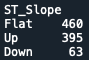 ST_Slope
Flat    460
Up      395
Down     63